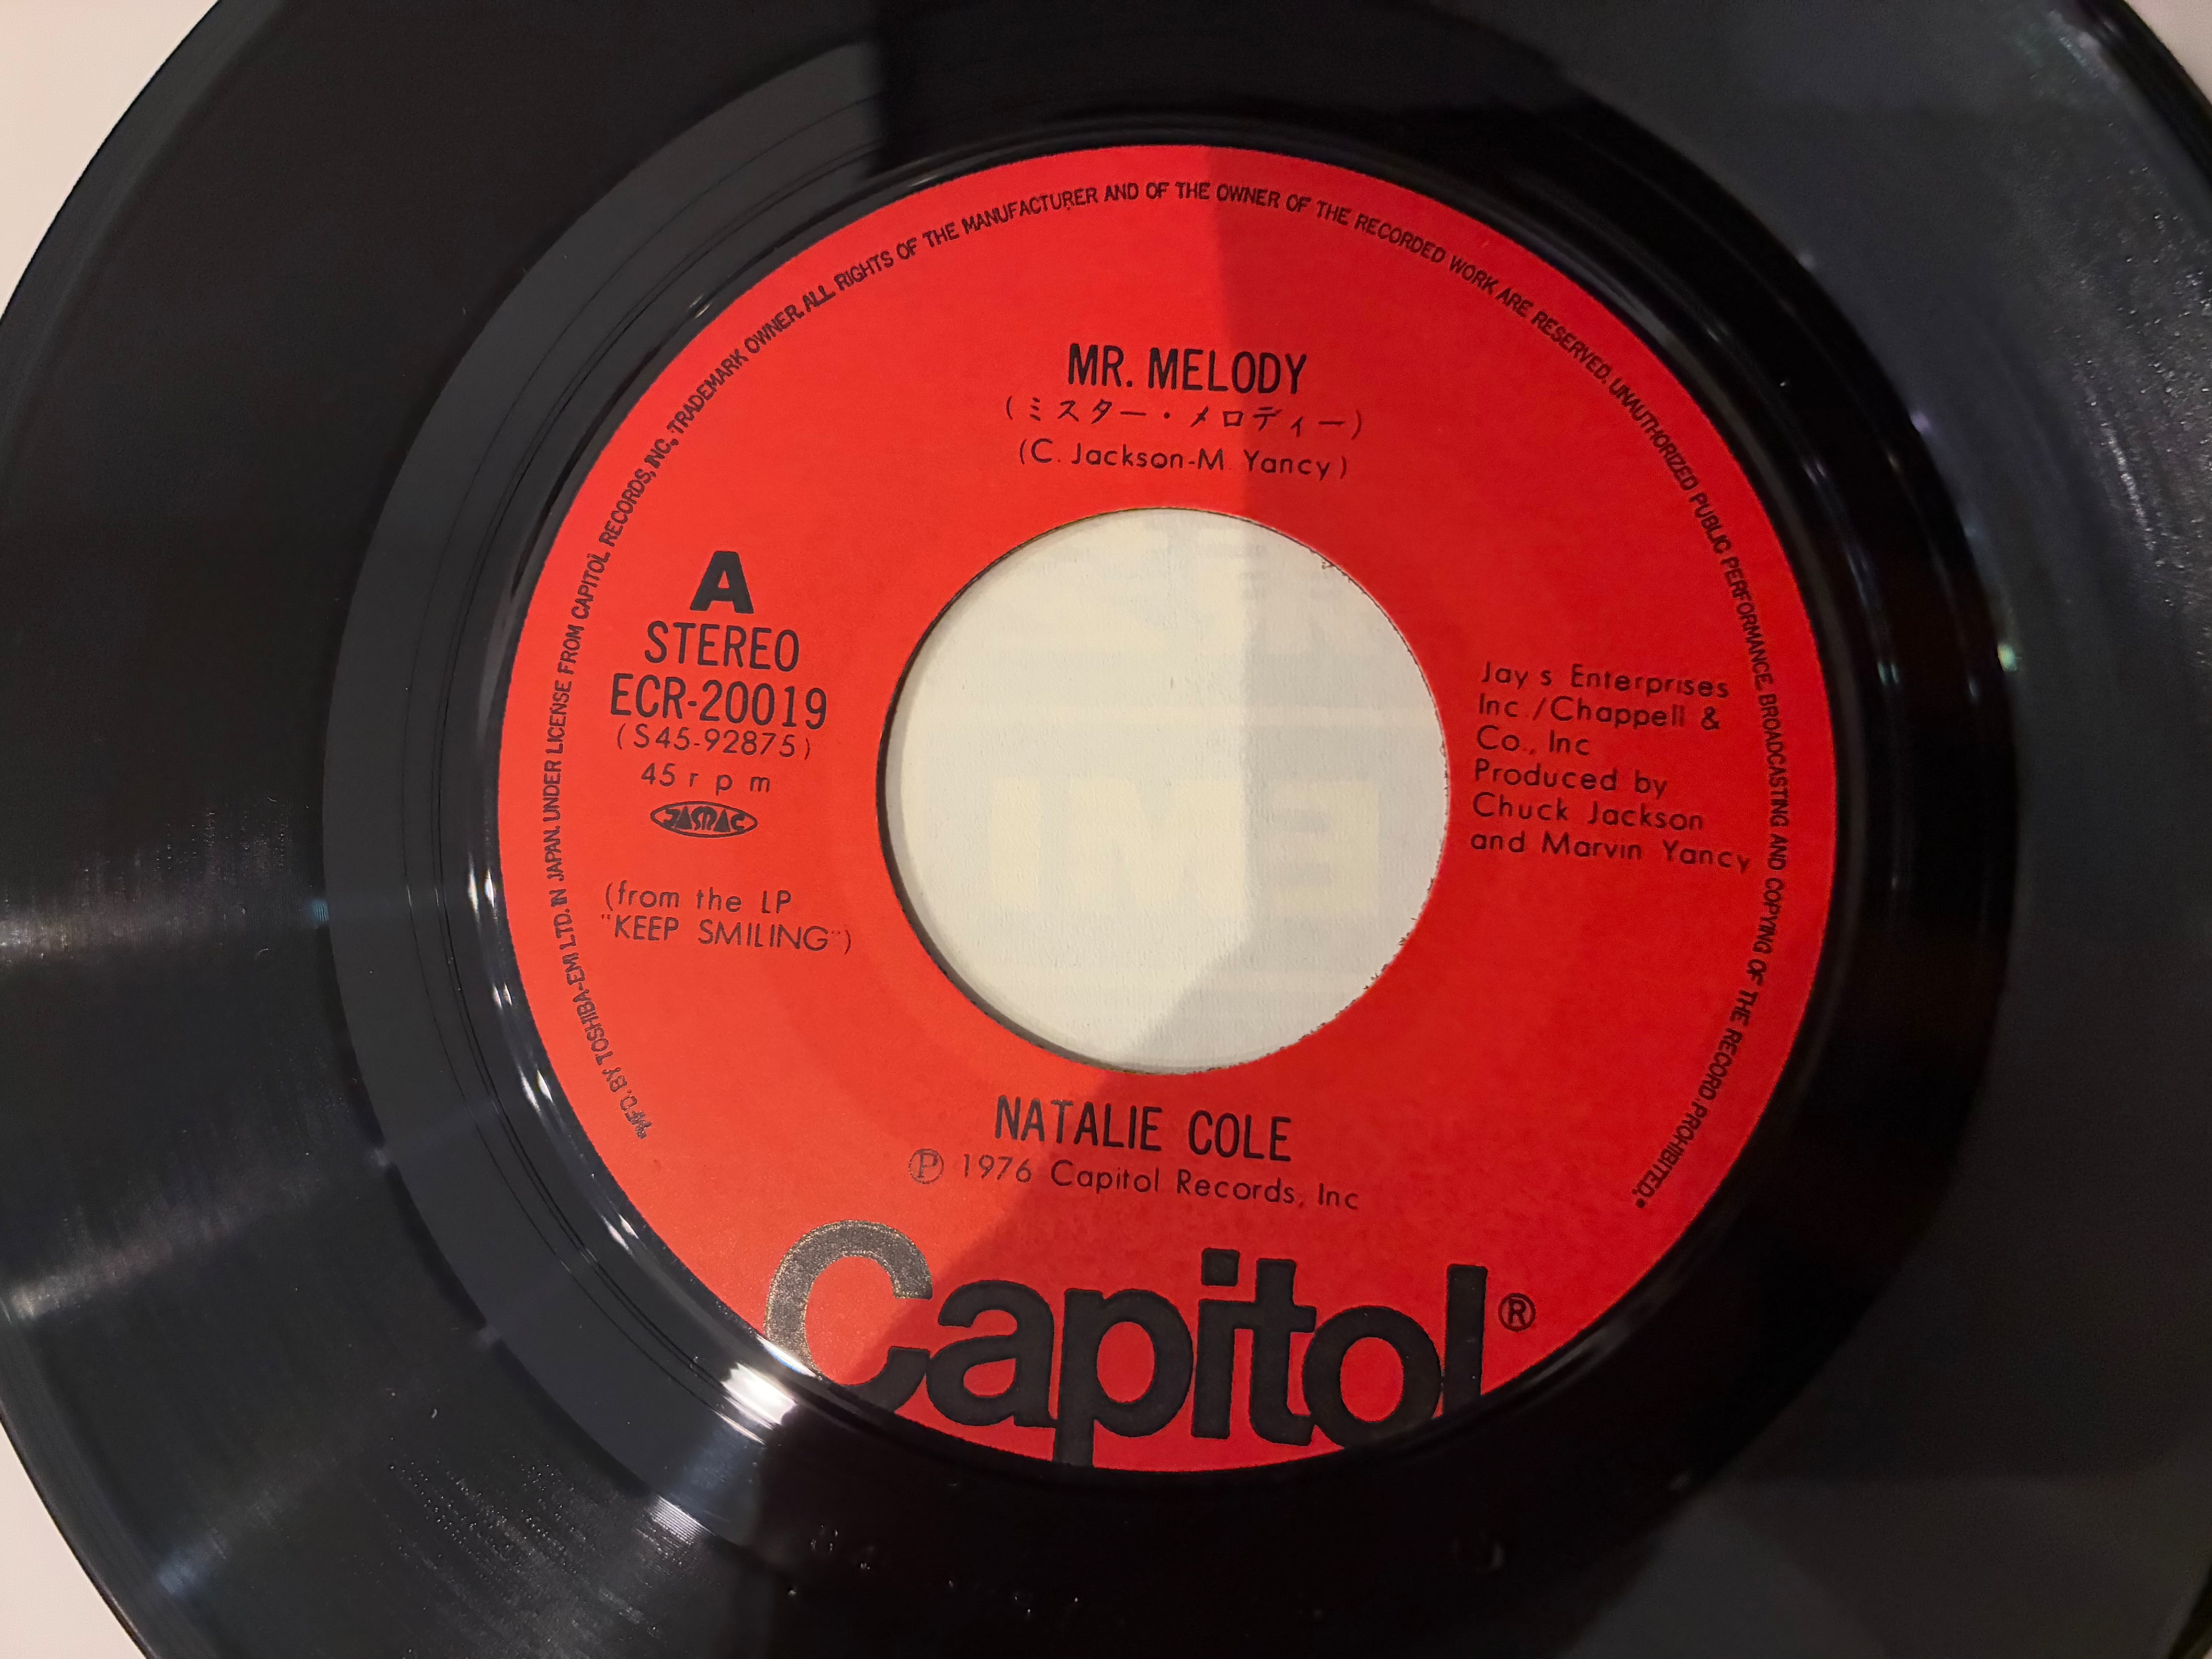 "MF'D. BY TOSHIBA-EMI LTD. IN JAPAN. UNDER LICENSE FROM CAPITOL RECORDS, INC., TRADEMARK OWNER. ALL RIGHTS OF THE MANUFACTURER AND OF THE OWNER OF THE RECORDED WORK ARE RESERVED. UNAUTHORIZED PUBLIC PERFORMANCE, BROADCASTING AND COPYING OF THE RECORD, PROHIBITED."
MR. MELODY
(ミスター・メロディー)
(C. Jackson-M. Yancy)
A
STEREO
ECR-20019
(S45-92875)
45 r p m
JASRAC
(from the LP
"KEEP SMILING")
Jay s Enterprises
Inc./Chappell &
Co., Inc
Produced by
Chuck Jackson
and Marvin Yancy
EMI
NATALIE COLE
Ⓟ 1976 Capitol Records, Inc
Capitol®